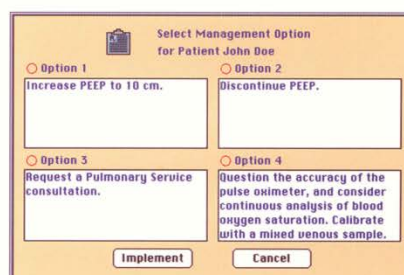 Select Management Option
for Patient John Doe
Option 1
Option 2
Increase PEEP to 10 cm.
Discontinue PEEP.
Option 3
Option 4
Request a Pulmonary Service
consultation.
Question the accuracy of the
pulse oximeter, and consider
continuous analysis of blood
oxygen saturation. Calibrate
with a mixed venous sample.
Implement
Cancel